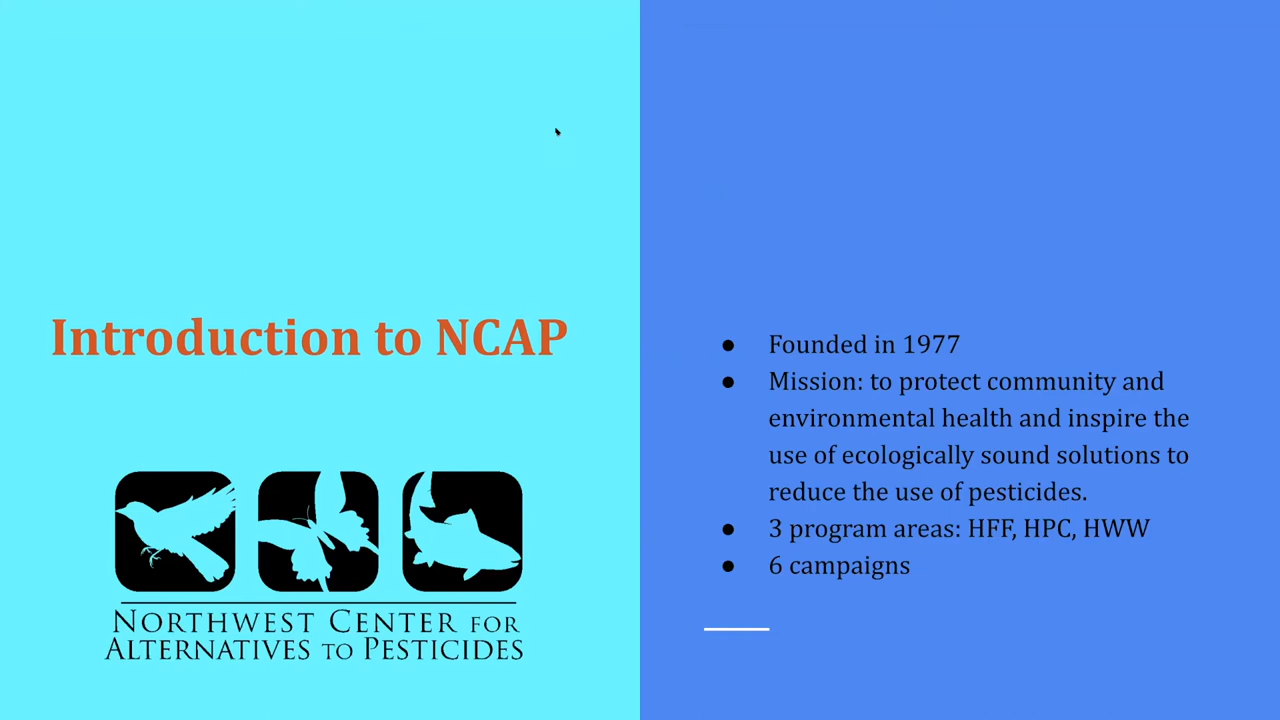 Introduction to NCAP
NORTHWEST CENTER FOR
ALTERNATIVES TO PESTICIDES
● Founded in 1977
● Mission: to protect community and
environmental health and inspire the
use of ecologically sound solutions to
reduce the use of pesticides.
● 3 program areas: HFF, HPC, HWW
● 6 campaigns